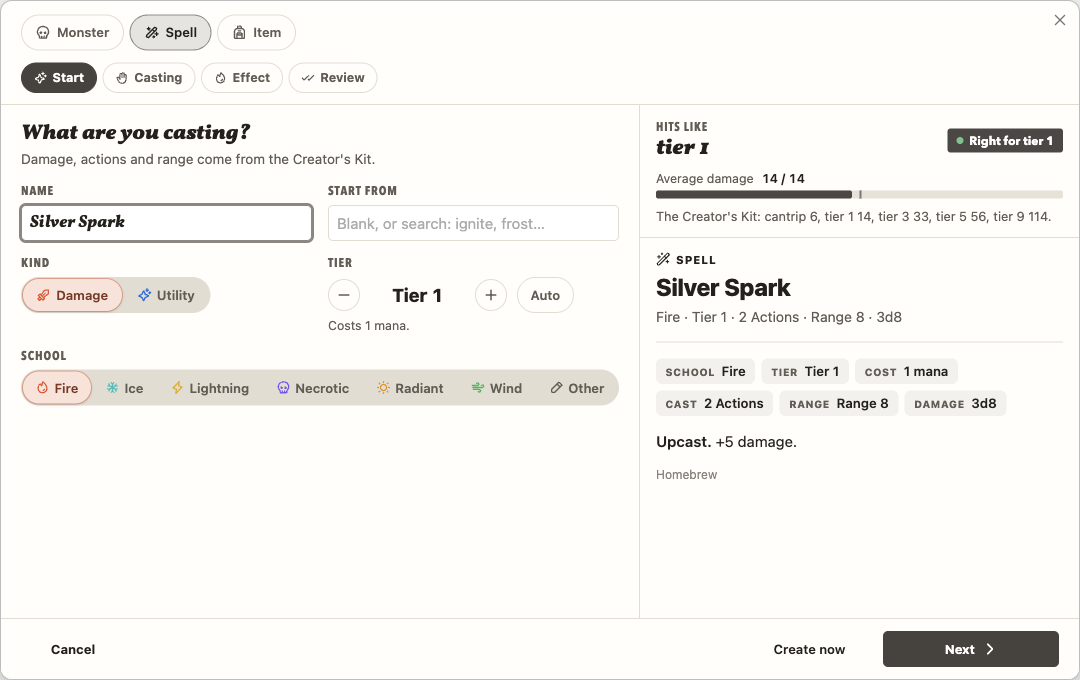 Monster Spell Item
Start Casting Effect Review
What are you casting?
Damage, actions and range come from the Creator's Kit.
NAME
Silver Spark
START FROM
Blank, or search: ignite, frost...
KIND
Damage Utility
TIER
Tier 1 Auto
Costs 1 mana.
SCHOOL
Fire Ice Lightning Necrotic Radiant Wind Other
HITS LIKE
tier 1
Right for tier 1
Average damage 14 / 14
The Creator's Kit: cantrip 6, tier 1 14, tier 3 33, tier 5 56, tier 9 114.
SPELL
Silver Spark
Fire · Tier 1 · 2 Actions · Range 8 · 3d8
SCHOOL Fire TIER Tier 1 COST 1 mana
CAST 2 Actions RANGE Range 8 DAMAGE 3d8
Upcast. +5 damage.
Homebrew
Cancel Create now Next